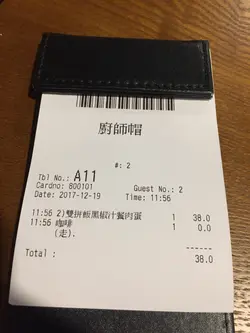 廚師帽
#: 2
Tbl No.: A11
Cardno: 800101 Guest No.: 2
Date: 2017-12-19 Time: 11:56
11:56 2)雙拼飯黑椒汁餐肉蛋 1 38.0
11:56 咖啡 1 0.0
(走).
Total : 38.0